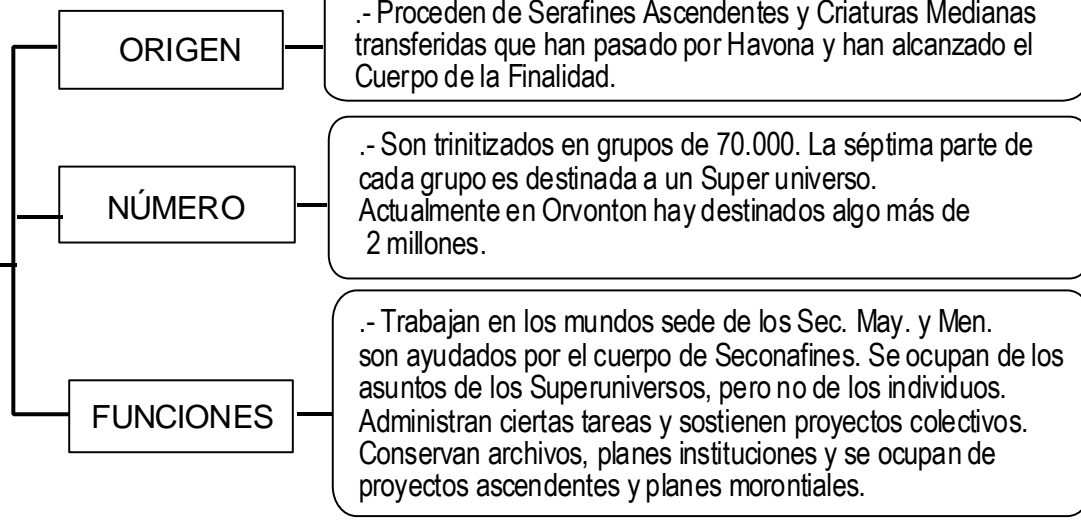 ORIGEN
.- Proceden de Serafines Ascendentes y Criaturas Medianas
transferidas que han pasado por Havona y han alcanzado el
Cuerpo de la Finalidad.
NÚMERO
.- Son trinitizados en grupos de 70.000. La séptima parte de
cada grupo es destinada a un Super universo.
Actualmente en Orvonton hay destinados algo más de
2 millones.
FUNCIONES
.- Trabajan en los mundos sede de los Sec. May. y Men.
son ayudados por el cuerpo de Seconafines. Se ocupan de los
asuntos de los Superuniversos, pero no de los individuos.
Administran ciertas tareas y sostienen proyectos colectivos.
Conservan archivos, planes instituciones y se ocupan de
proyectos ascendentes y planes morontiales.